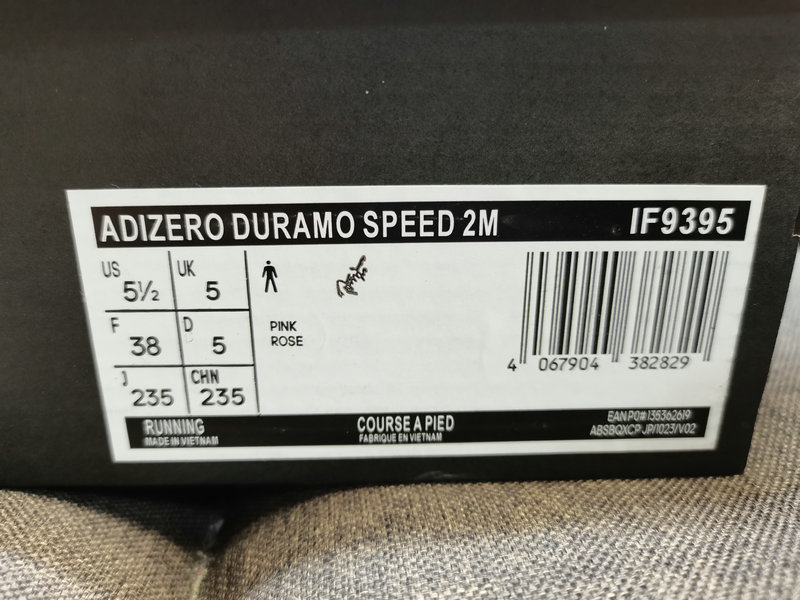 ADIZERO DURAMO SPEED 2M IF9395
US 5½ UK 5
F 38 D 5
J 235 CHN 235
PINK
ROSE
4 067904 382829
RUNNING
MADE IN VIETNAM
COURSE A PIED
FABRIQUE EN VIETNAM
EAN PO# 135362619
ABSBQXCP JP/1023/V02